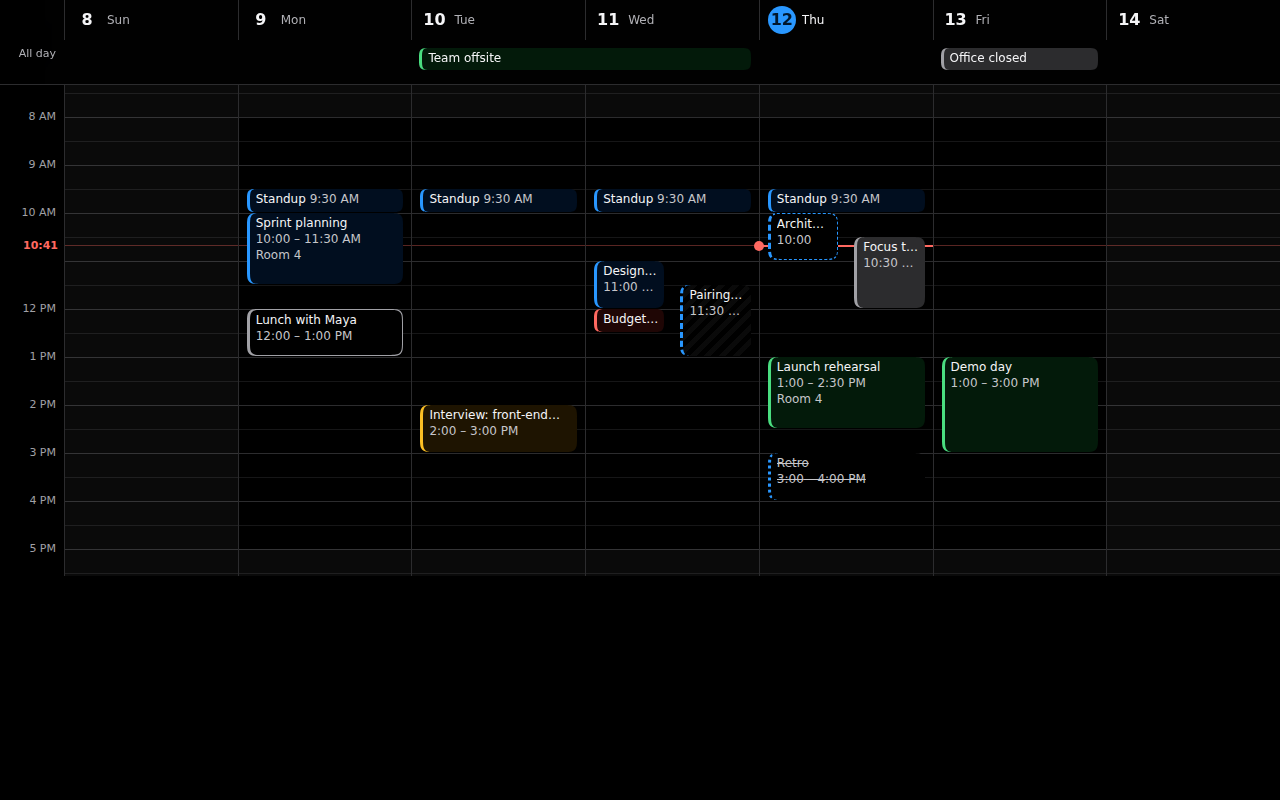 8 Sun
9 Mon
10 Tue
11 Wed
12 Thu
13 Fri
14 Sat
All day
Team offsite
Office closed
8 AM
9 AM
10 AM
10:41
12 PM
1 PM
2 PM
3 PM
4 PM
5 PM
Standup 9:30 AM
Sprint planning
10:00 – 11:30 AM
Room 4
Lunch with Maya
12:00 – 1:00 PM
Standup 9:30 AM
Interview: front-end…
2:00 – 3:00 PM
Standup 9:30 AM
Design…
11:00 …
Budget…
Pairing…
11:30 …
Standup 9:30 AM
Archit…
10:00
Focus t…
10:30 …
Launch rehearsal
1:00 – 2:30 PM
Room 4
Retro
3:00 – 4:00 PM
Demo day
1:00 – 3:00 PM